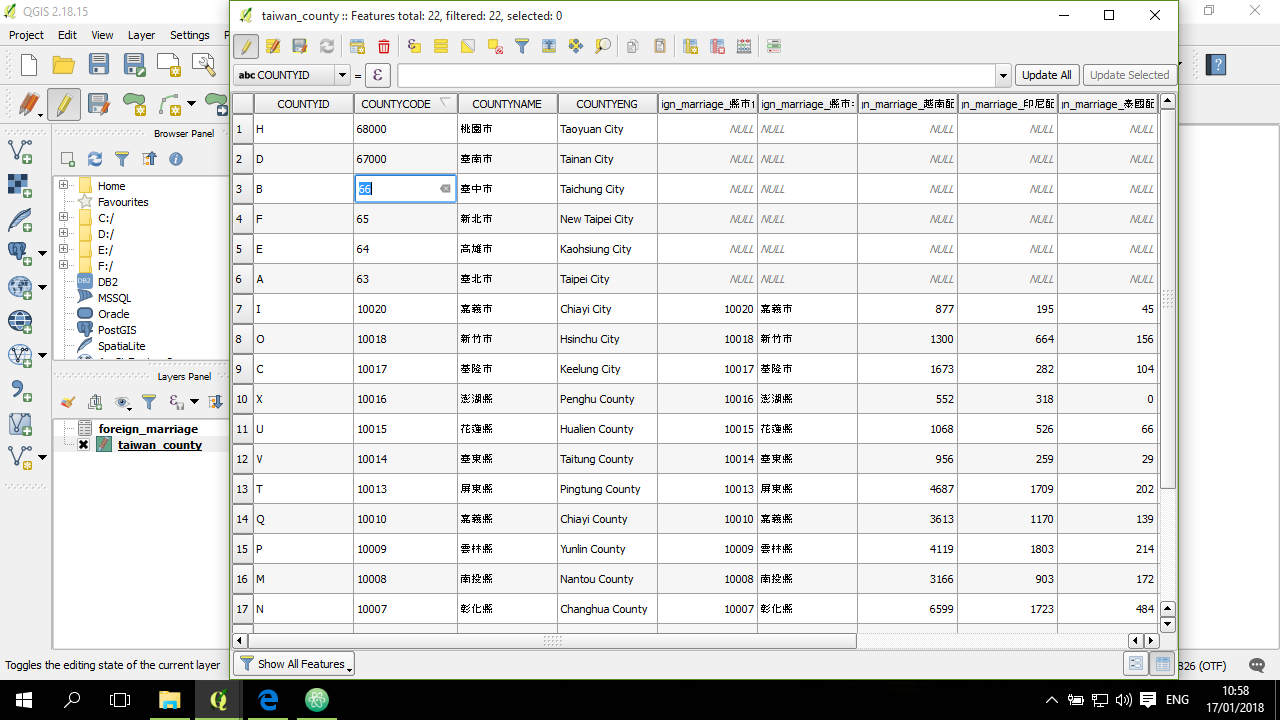 QGIS 2.18.15
taiwan_county :: Features total: 22, filtered: 22, selected: 0
Project Edit View Layer Settings
abc COUNTYID = ε Update All Update Selected
COUNTYID COUNTYCODE COUNTYNAME COUNTYENG ign_marriage_縣市 ign_marriage_縣市 ın_marriage_越南配 ın_marriage_印尼配 ın_marriage_泰國配
1 H 68000 桃園市 Taoyuan City NULL NULL NULL NULL NULL
2 D 67000 臺南市 Tainan City NULL NULL NULL NULL NULL
3 B 66 臺中市 Taichung City NULL NULL NULL NULL NULL
4 F 65 新北市 New Taipei City NULL NULL NULL NULL NULL
5 E 64 高雄市 Kaohsiung City NULL NULL NULL NULL NULL
6 A 63 臺北市 Taipei City NULL NULL NULL NULL NULL
7 I 10020 嘉義市 Chiayi City 10020 嘉義市 877 195 45
8 O 10018 新竹市 Hsinchu City 10018 新竹市 1300 664 156
9 C 10017 基隆市 Keelung City 10017 基隆市 1673 282 104
10 X 10016 澎湖縣 Penghu County 10016 澎湖縣 552 318 0
11 U 10015 花蓮縣 Hualien County 10015 花蓮縣 1068 526 66
12 V 10014 臺東縣 Taitung County 10014 臺東縣 956 259 29
13 T 10013 屏東縣 Pingtung County 10013 屏東縣 4687 1709 202
14 Q 10010 嘉義縣 Chiayi County 10010 嘉義縣 3613 1170 139
15 P 10009 雲林縣 Yunlin County 10009 雲林縣 4119 1803 214
16 M 10008 南投縣 Nantou County 10008 南投縣 3166 903 172
17 N 10007 彰化縣 Changhua County 10007 彰化縣 6599 1723 484
Show All Features
Browser Panel
Home
Favourites
C:/
D:/
E:/
F:/
DB2 DB2
MSSQL
Oracle
PostGIS
SpatiaLite
Layers Panel
foreign_marriage
taiwan_county
Toggles the editing state of the current layer
826 (OTF)
ENG
10:58
17/01/2018